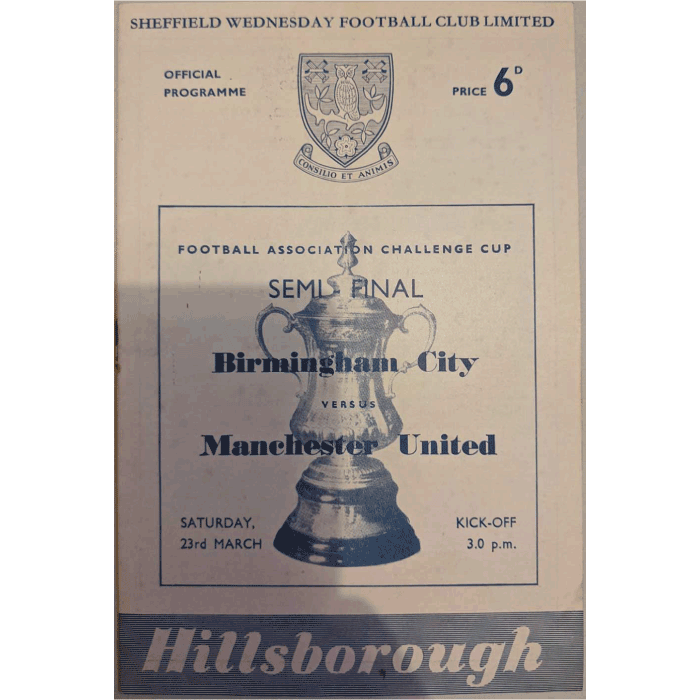 SHEFFIELD WEDNESDAY FOOTBALL CLUB LIMITED
OFFICIAL
PROGRAMME
PRICE 6D
CONSILIO ET ANIMIS
FOOTBALL ASSOCIATION CHALLENGE CUP
SEMI-FINAL
Birmingham City
VERSUS
Manchester United
SATURDAY,
23rd MARCH
KICK-OFF
3.0 p.m.
Hillsborough